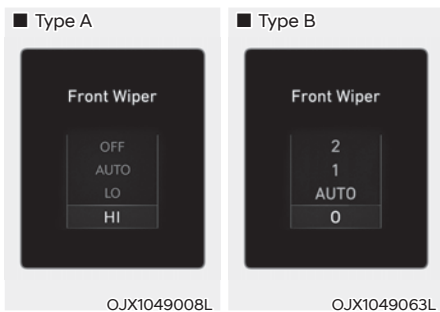 ■ Type A
Front Wiper
OFF
AUTO
LO
HI
OJX1049008L
■ Type B
Front Wiper
2
1
AUTO
0
OJX1049063L